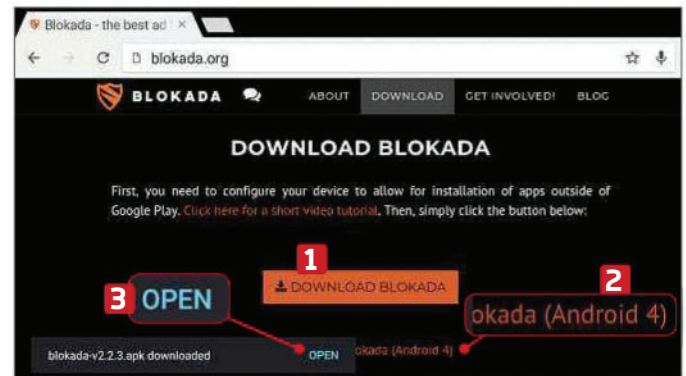 Blokada - the best ad
blokada.org
BLOKADA ABOUT DOWNLOAD GET INVOLVED! BLOG
DOWNLOAD BLOKADA
First, you need to configure your device to allow for installation of apps outside of
Google Play. Click here for a short video tutorial. Then, simply click the button below:
1
DOWNLOAD BLOKADA
2
okada (Android 4)
3
OPEN
blokada-v2.2.3.apk downloaded OPEN
okada (Android 4)